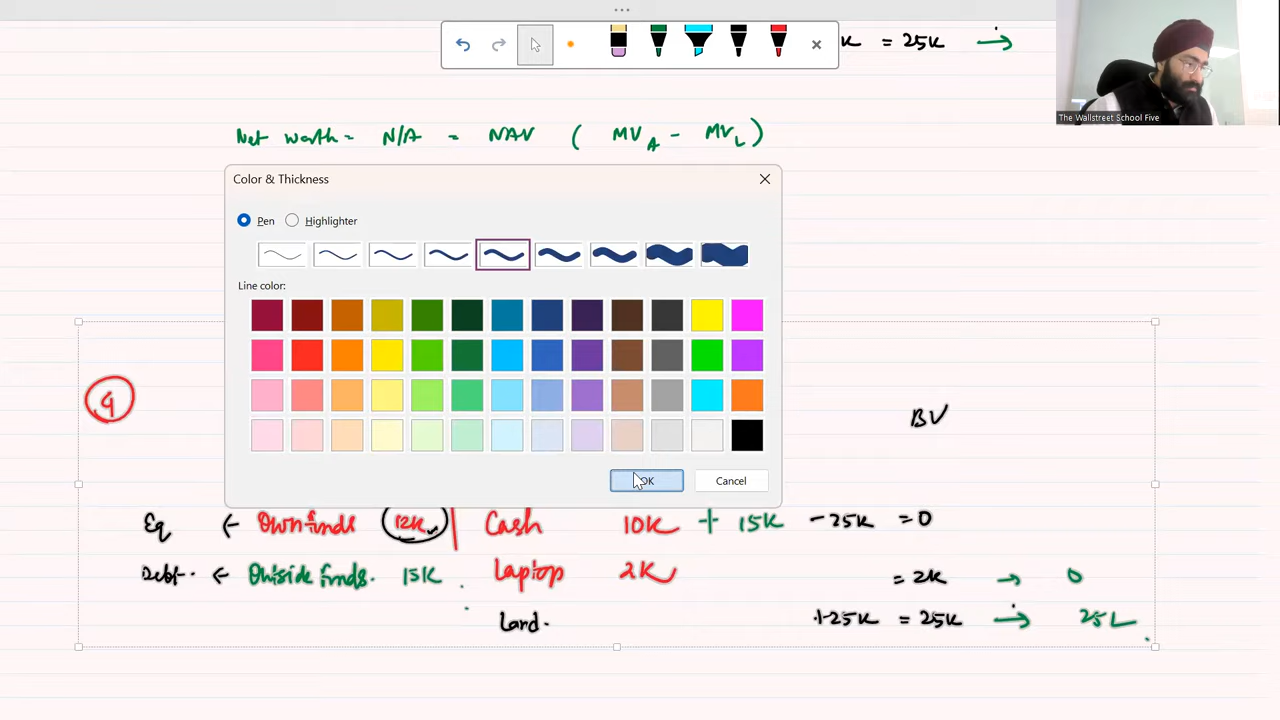 K = 25K →
The Wallstreet School Five
Net worth = N/A = NAV ( MV_A - MV_L )
Color & Thickness
Pen Highlighter
Line color:
OK Cancel
4
BV
Eq ← Own funds 12K ✓ | Cash 10K + 15K - 25K = 0
Debt. ← Outside funds. 15K. Laptop 2K = 2K → 0
Land. +25K = 25K → 25L